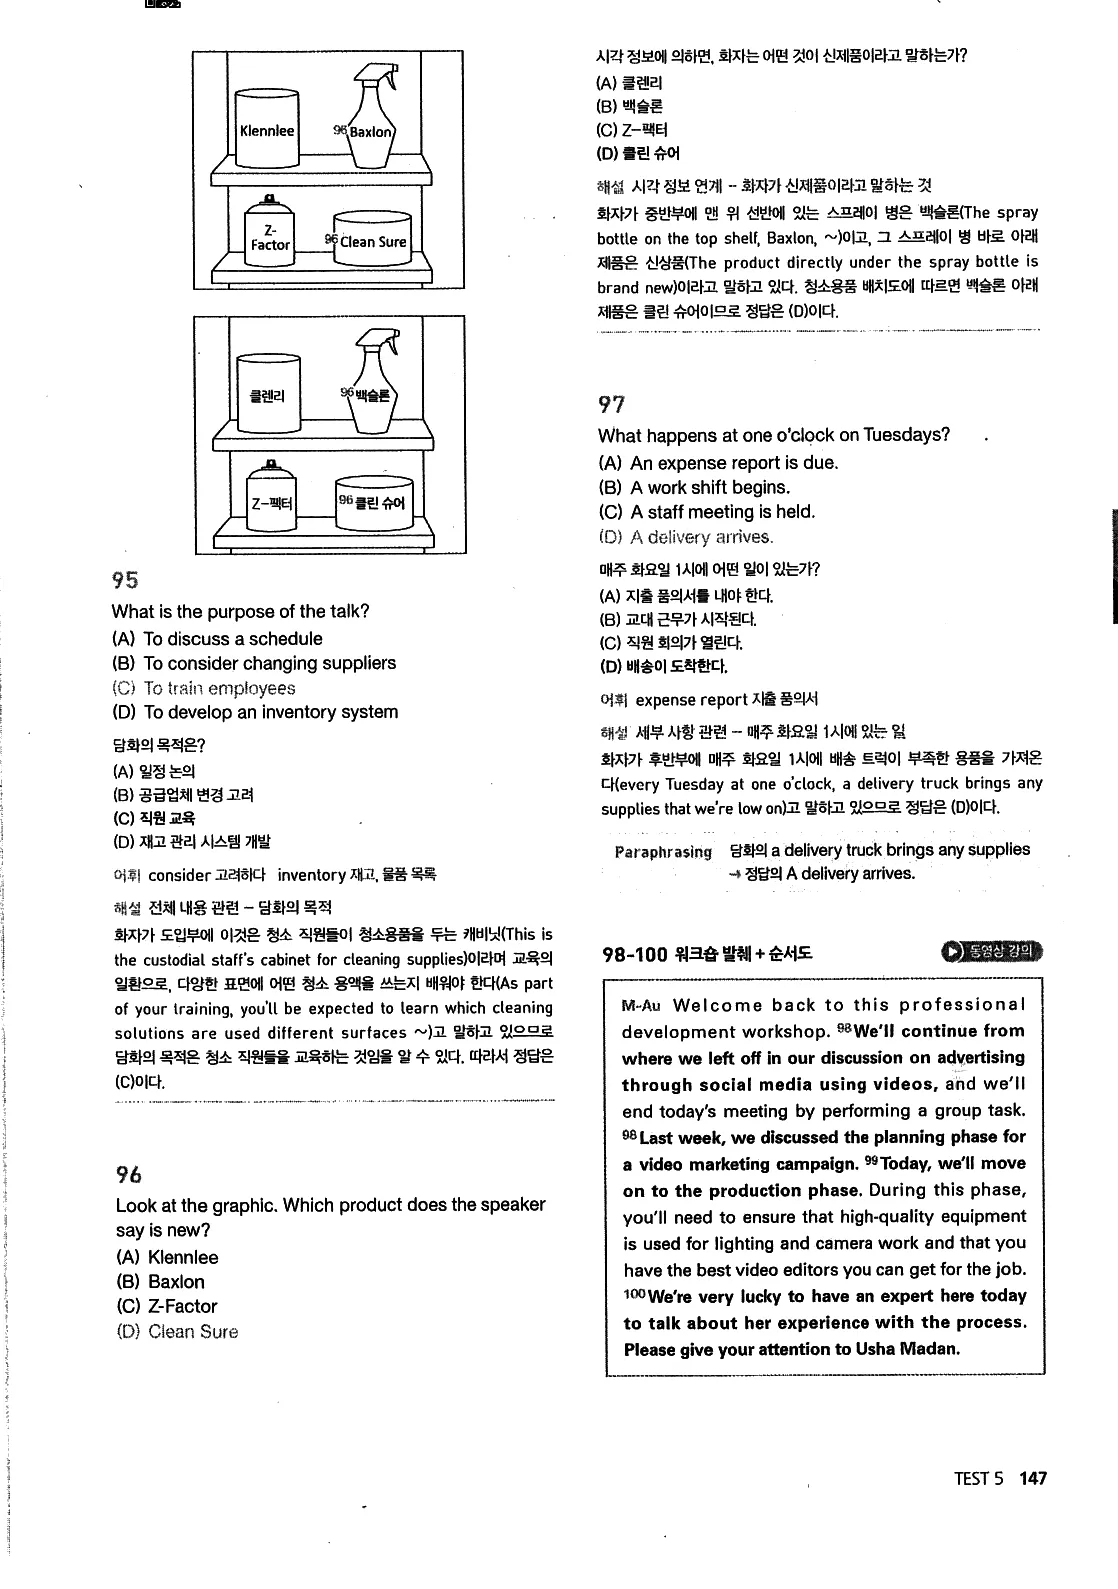 Klennlee
96 Baxlon
Z-
Factor
96 Clean Sure
클렌리
96 백슬론
Z-팩터
96 클린 슈어
95
What is the purpose of the talk?
(A) To discuss a schedule
(B) To consider changing suppliers
(C) To train employees
(D) To develop an inventory system
담화의 목적은?
(A) 일정 논의
(B) 공급업체 변경 고려
(C) 직원 교육
(D) 재고 관리 시스템 개발
어휘 consider 고려하다 inventory 재고, 물품 목록
해설 전체 내용 관련 – 담화의 목적
화자가 도입부에 이것은 청소 직원들이 청소용품을 두는 캐비닛(This is
the custodial staff's cabinet for cleaning supplies)이라며 교육의
일환으로, 다양한 표면에 어떤 청소 용액을 쓰는지 배워야 한다(As part
of your training, you'll be expected to learn which cleaning
solutions are used different surfaces ~)고 말하고 있으므로
담화의 목적은 청소 직원들을 교육하는 것임을 알 수 있다. 따라서 정답은
(C)이다.
96
Look at the graphic. Which product does the speaker
say is new?
(A) Klennlee
(B) Baxlon
(C) Z-Factor
(D) Clean Sure
시각 정보에 의하면, 화자는 어떤 것이 신제품이라고 말하는가?
(A) 클렌리
(B) 백슬론
(C) Z-팩터
(D) 클린 슈어
해설 시각 정보 연계 – 화자가 신제품이라고 말하는 것
화자가 중반부에 맨 위 선반에 있는 스프레이 병은 백슬론(The spray
bottle on the top shelf, Baxlon, ~)이고, 그 스프레이 병 바로 아래
제품은 신상품(The product directly under the spray bottle is
brand new)이라고 말하고 있다. 청소용품 배치도에 따르면 백슬론 아래
제품은 클린 슈어이므로 정답은 (D)이다.
97
What happens at one o'clock on Tuesdays?
(A) An expense report is due.
(B) A work shift begins.
(C) A staff meeting is held.
(D) A delivery arrives.
매주 화요일 1시에 어떤 일이 있는가?
(A) 지출 품의서를 내야 한다.
(B) 교대 근무가 시작된다.
(C) 직원 회의가 열린다.
(D) 배송이 도착한다.
어휘 expense report 지출 품의서
해설 세부 사항 관련 – 매주 화요일 1시에 있는 일
화자가 후반부에 매주 화요일 1시에 배송 트럭이 부족한 용품을 가져온
다(every Tuesday at one o'clock, a delivery truck brings any
supplies that we're low on)고 말하고 있으므로 정답은 (D)이다.
Paraphrasing 담화의 a delivery truck brings any supplies
→ 정답의 A delivery arrives.
98-100 워크숍 발췌 + 순서도 동영상 강의
M-Au Welcome back to this professional
development workshop. 98We'll continue from
where we left off in our discussion on advertising
through social media using videos, and we'll
end today's meeting by performing a group task.
98Last week, we discussed the planning phase for
a video marketing campaign. 99Today, we'll move
on to the production phase. During this phase,
you'll need to ensure that high-quality equipment
is used for lighting and camera work and that you
have the best video editors you can get for the job.
100We're very lucky to have an expert here today
to talk about her experience with the process.
Please give your attention to Usha Madan.
TEST 5 147